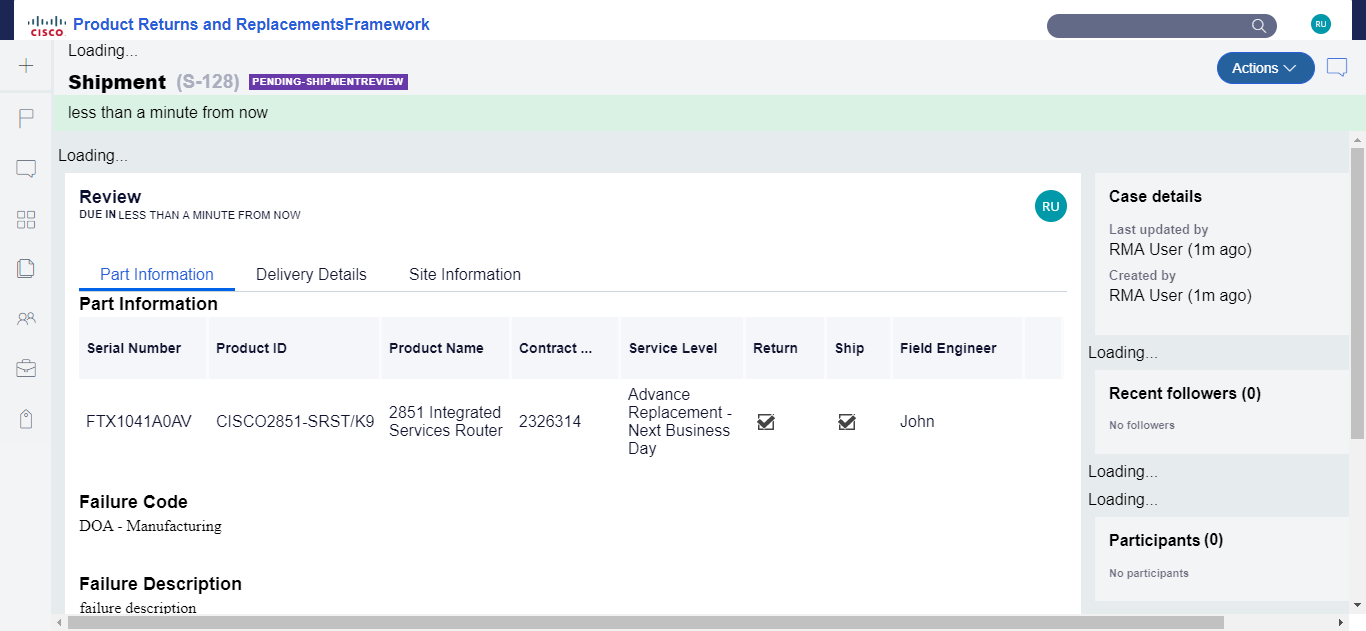 CISCO
Product Returns and ReplacementsFramework
RU
Loading...
Shipment (S-128) PENDING-SHIPMENTREVIEW
Actions
less than a minute from now
Loading...
Review
DUE IN LESS THAN A MINUTE FROM NOW
RU
Part Information Delivery Details Site Information
Part Information
Serial Number Product ID Product Name Contract ... Service Level Return Ship Field Engineer
FTX1041A0AV CISCO2851-SRST/K9
2851 Integrated
Services Router
2326314
Advance
Replacement -
Next Business
Day
John
Failure Code
DOA - Manufacturing
Failure Description
failure description
Case details
Last updated by
RMA User (1m ago)
Created by
RMA User (1m ago)
Loading...
Recent followers (0)
No followers
Loading...
Loading...
Participants (0)
No participants